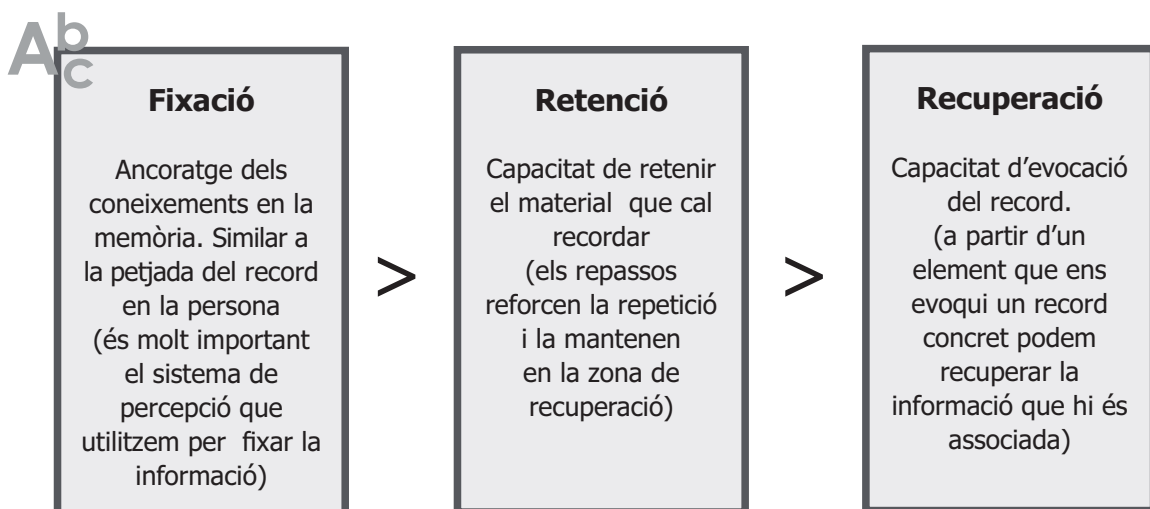 Abc
Fixació
Ancoratge dels
coneixements en la
memòria. Similar a
la petjada del record
en la persona
(és molt important
el sistema de
percepció que
utilitzem per fixar la
informació)
>
Retenció
Capacitat de retenir
el material que cal
recordar
(els repassos
reforcen la repetició
i la mantenen
en la zona de
recuperació)
>
Recuperació
Capacitat d’evocació
del record.
(a partir d’un
element que ens
evoqui un record
concret podem
recuperar la
informació que hi és
associada)